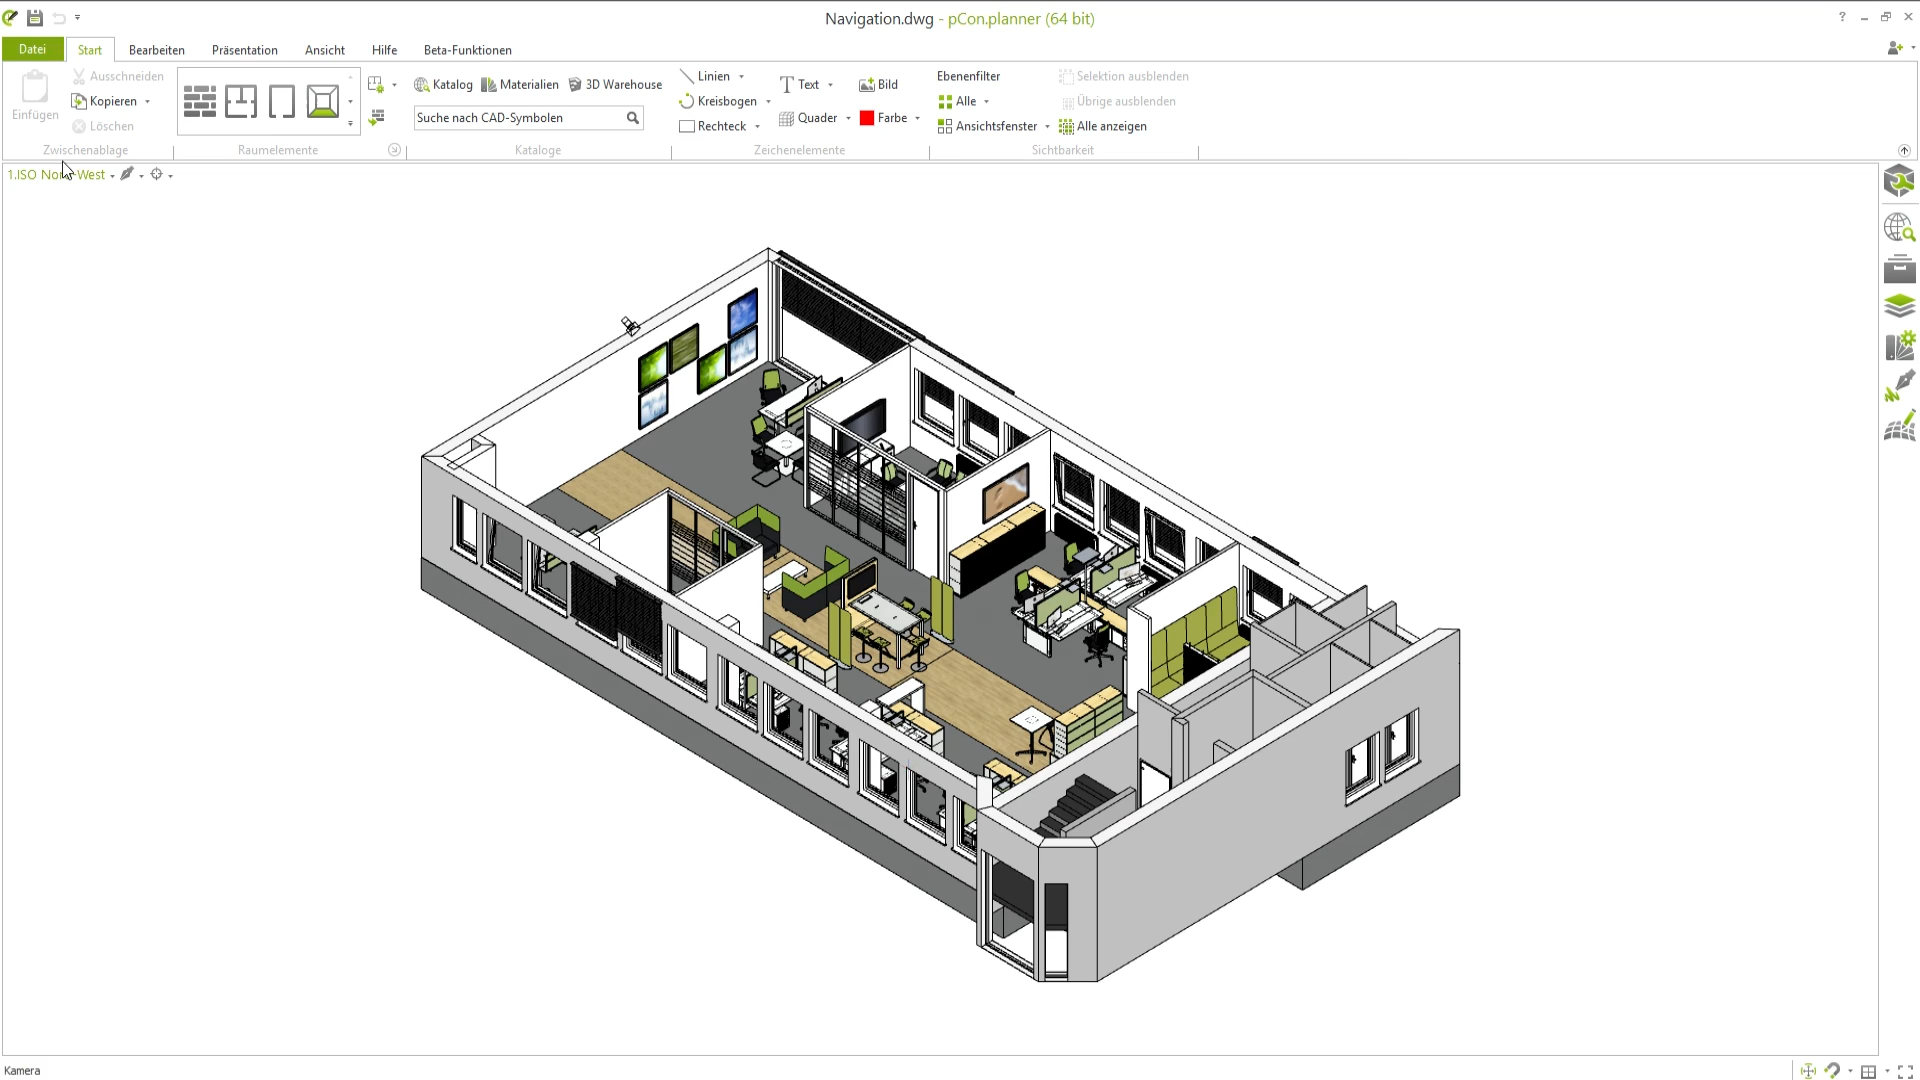 Navigation.dwg - pCon.planner (64 bit)
?
Datei Start Bearbeiten Präsentation Ansicht Hilfe Beta-Funktionen
Einfügen
Ausschneiden
Kopieren
Löschen
Zwischenablage
Raumelemente
Katalog Materialien 3D Warehouse
Suche nach CAD-Symbolen
Kataloge
Linien
Kreisbogen
Rechteck
Text
Quader
Bild
Farbe
Zeichenelemente
Ebenenfilter
Alle
Ansichtsfenster
Selektion ausblenden
Übrige ausblenden
Alle anzeigen
Sichtbarkeit
1.ISO West
Kamera